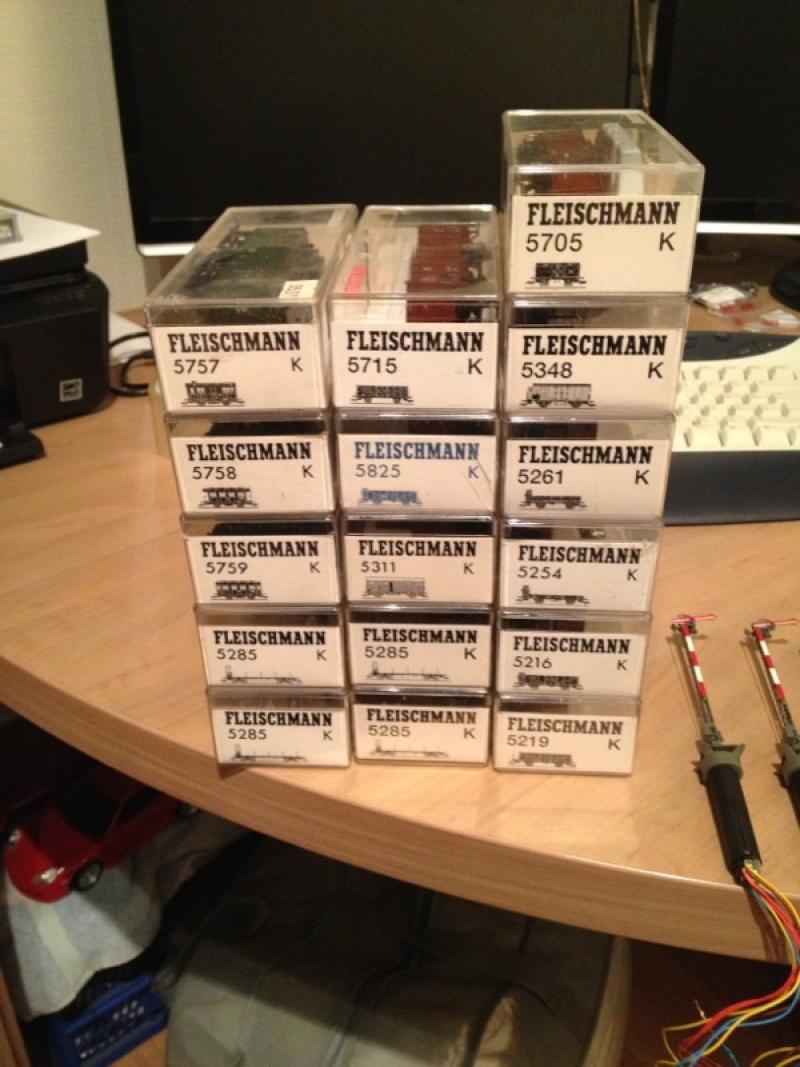 FLEISCHMANN
5757 K
FLEISCHMANN
5758 K
FLEISCHMANN
5759 K
FLEISCHMANN
5285 K
FLEISCHMANN
5285 K
FLEISCHMANN
5715 K
FLEISCHMANN
5825 K
FLEISCHMANN
5311 K
FLEISCHMANN
5285 K
FLEISCHMANN
5285 K
FLEISCHMANN
5705 K
FLEISCHMANN
5348 K
FLEISCHMANN
5261 K
FLEISCHMANN
5254 K
FLEISCHMANN
5216 K
FLEISCHMANN
5219 K